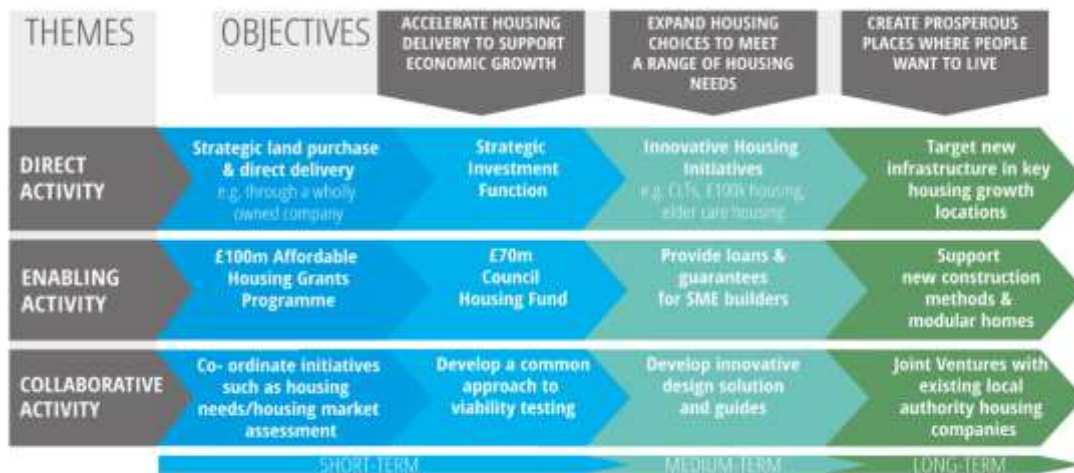 THEMES
OBJECTIVES
ACCELERATE HOUSING
DELIVERY TO SUPPORT
ECONOMIC GROWTH
EXPAND HOUSING
CHOICES TO MEET
A RANGE OF HOUSING
NEEDS
CREATE PROSPEROUS
PLACES WHERE PEOPLE
WANT TO LIVE
DIRECT
ACTIVITY
Strategic land purchase
& direct delivery
e.g. through a wholly
owned company
Strategic
Investment
Function
Innovative Housing
Initiatives
e.g. CLTs, £100k housing,
elder care housing
Target new
infrastructure in key
housing growth
locations
ENABLING
ACTIVITY
£100m Affordable
Housing Grants
Programme
£70m
Council
Housing Fund
Provide loans &
guarantees
for SME builders
Support
new construction
methods &
modular homes
COLLABORATIVE
ACTIVITY
Co- ordinate initiatives
such as housing
needs/housing market
assessment
Develop a common
approach to
viability testing
Develop innovative
design solution
and guides
Joint Ventures with
existing local
authority housing
companies
SHORT-TERM
MEDIUM-TERM
LONG-TERM